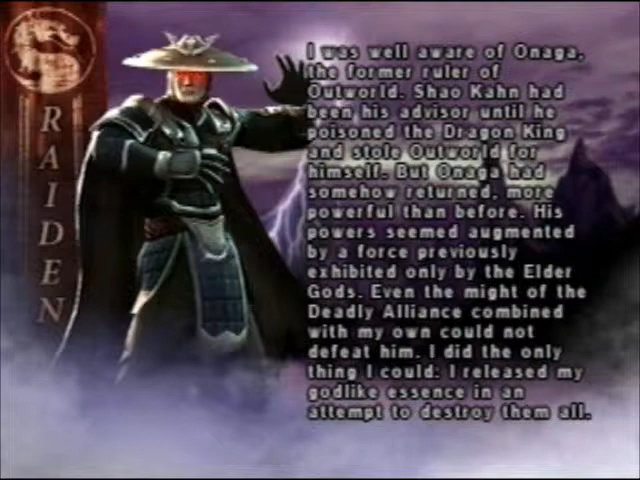 RAIDEN
I was well aware of Onaga,
the former ruler of
Outworld. Shao Kahn had
been his advisor until he
poisoned the Dragon King
and stole Outworld for
himself. But Onaga had
somehow returned, more
powerful than before. His
powers seemed augmented
by a force previously
exhibited only by the Elder
Gods. Even the might of the
Deadly Alliance combined
with my own could not
defeat him. I did the only
thing I could: I released my
godlike essence in an
attempt to destroy them all.